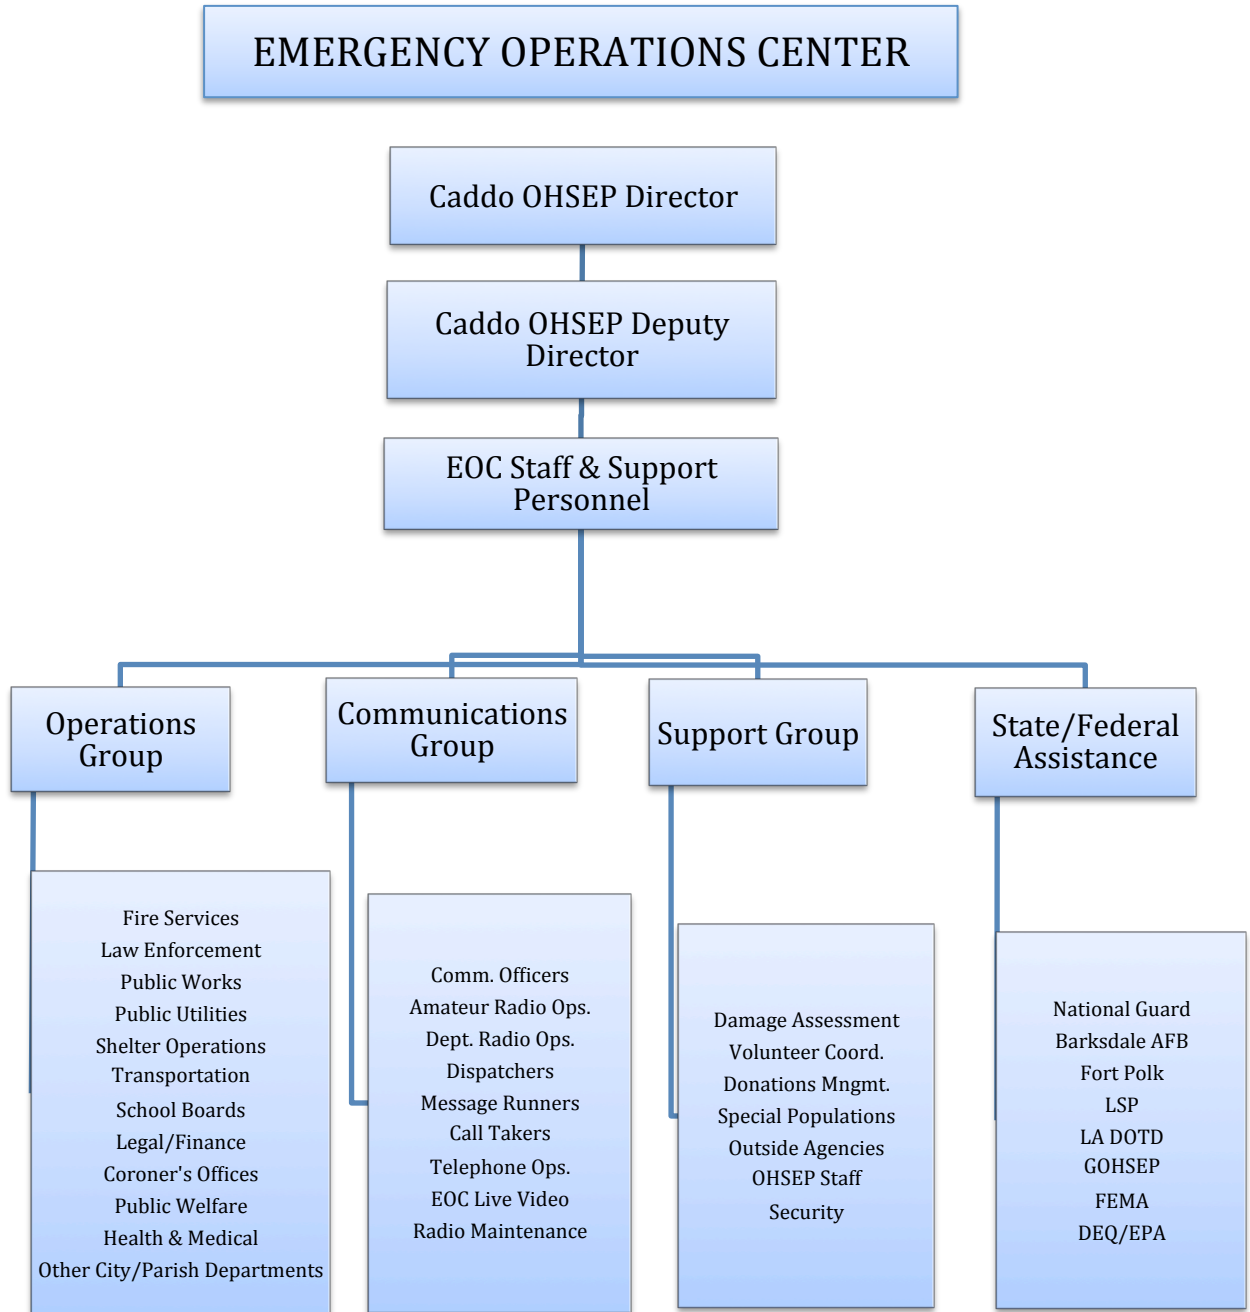 EMERGENCY OPERATIONS CENTER
Caddo OHSEP Director
Caddo OHSEP Deputy
Director
EOC Staff & Support
Personnel
Operations
Group
Communications
Group
Support Group
State/Federal
Assistance
Fire Services
Law Enforcement
Public Works
Public Utilities
Shelter Operations
Transportation
School Boards
Legal/Finance
Coroner's Offices
Public Welfare
Health & Medical
Other City/Parish Departments
Comm. Officers
Amateur Radio Ops.
Dept. Radio Ops.
Dispatchers
Message Runners
Call Takers
Telephone Ops.
EOC Live Video
Radio Maintenance
Damage Assessment
Volunteer Coord.
Donations Mngmt.
Special Populations
Outside Agencies
OHSEP Staff
Security
National Guard
Barksdale AFB
Fort Polk
LSP
LA DOTD
GOHSEP
FEMA
DEQ/EPA